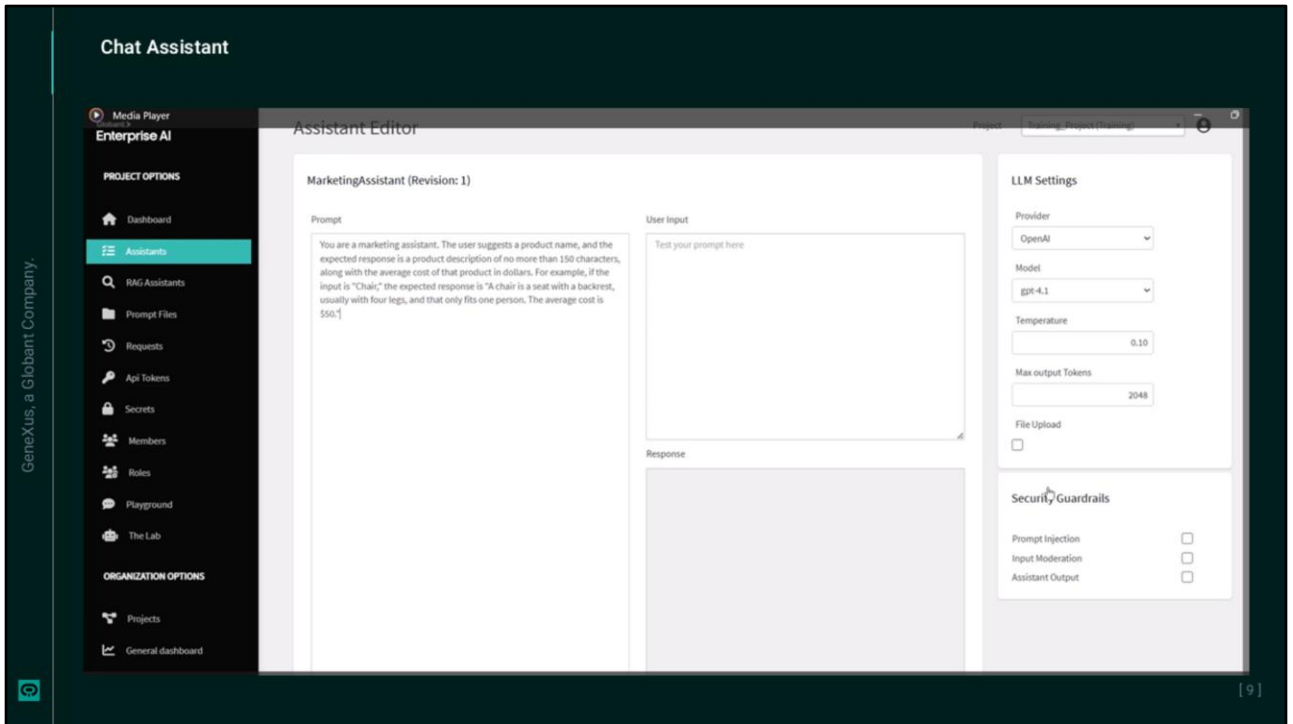 Chat Assistant
Media Player
Globant
Enterprise AI
Assistant Editor
Project
Training_Project (Training)
PROJECT OPTIONS
Dashboard
Assistants
RAG Assistants
Prompt Files
Requests
Api Tokens
Secrets
Members
Roles
Playground
The Lab
ORGANIZATION OPTIONS
Projects
General dashboard
MarketingAssistant (Revision: 1)
Prompt
You are a marketing assistant. The user suggests a product name, and the
expected response is a product description of no more than 150 characters,
along with the average cost of that product in dollars. For example, if the
input is "Chair," the expected response is "A chair is a seat with a backrest,
usually with four legs, and that only fits one person. The average cost is
$50."
User Input
Test your prompt here
Response
LLM Settings
Provider
OpenAI
Model
gpt-4.1
Temperature
0.10
Max output Tokens
2048
File Upload
Security Guardrails
Prompt Injection
Input Moderation
Assistant Output
GeneXus, a Globant Company.
[ 9 ]